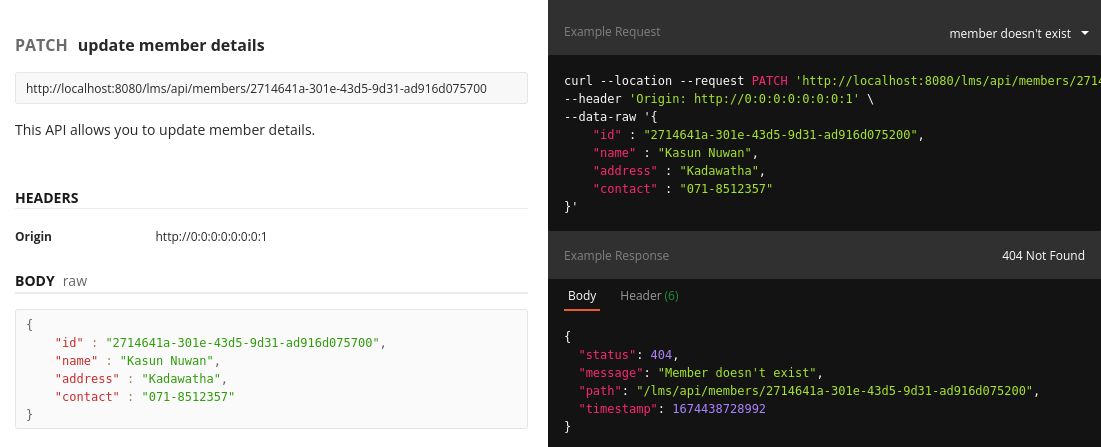 PATCH update member details
http://localhost:8080/lms/api/members/2714641a-301e-43d5-9d31-ad916d075700
This API allows you to update member details.
HEADERS
Origin http://0:0:0:0:0:0:0:1
BODY raw
{
"id" : "2714641a-301e-43d5-9d31-ad916d075700",
"name" : "Kasun Nuwan",
"address" : "Kadawatha",
"contact" : "071-8512357"
}
Example Request member doesn't exist
curl --location --request PATCH 'http://localhost:8080/lms/api/members/2714
--header 'Origin: http://0:0:0:0:0:0:0:1' \
--data-raw '{
"id" : "2714641a-301e-43d5-9d31-ad916d075200",
"name" : "Kasun Nuwan",
"address" : "Kadawatha",
"contact" : "071-8512357"
}'
Example Response 404 Not Found
Body Header (6)
{
"status": 404,
"message": "Member doesn't exist",
"path": "/lms/api/members/2714641a-301e-43d5-9d31-ad916d075200",
"timestamp": 1674438728992
}